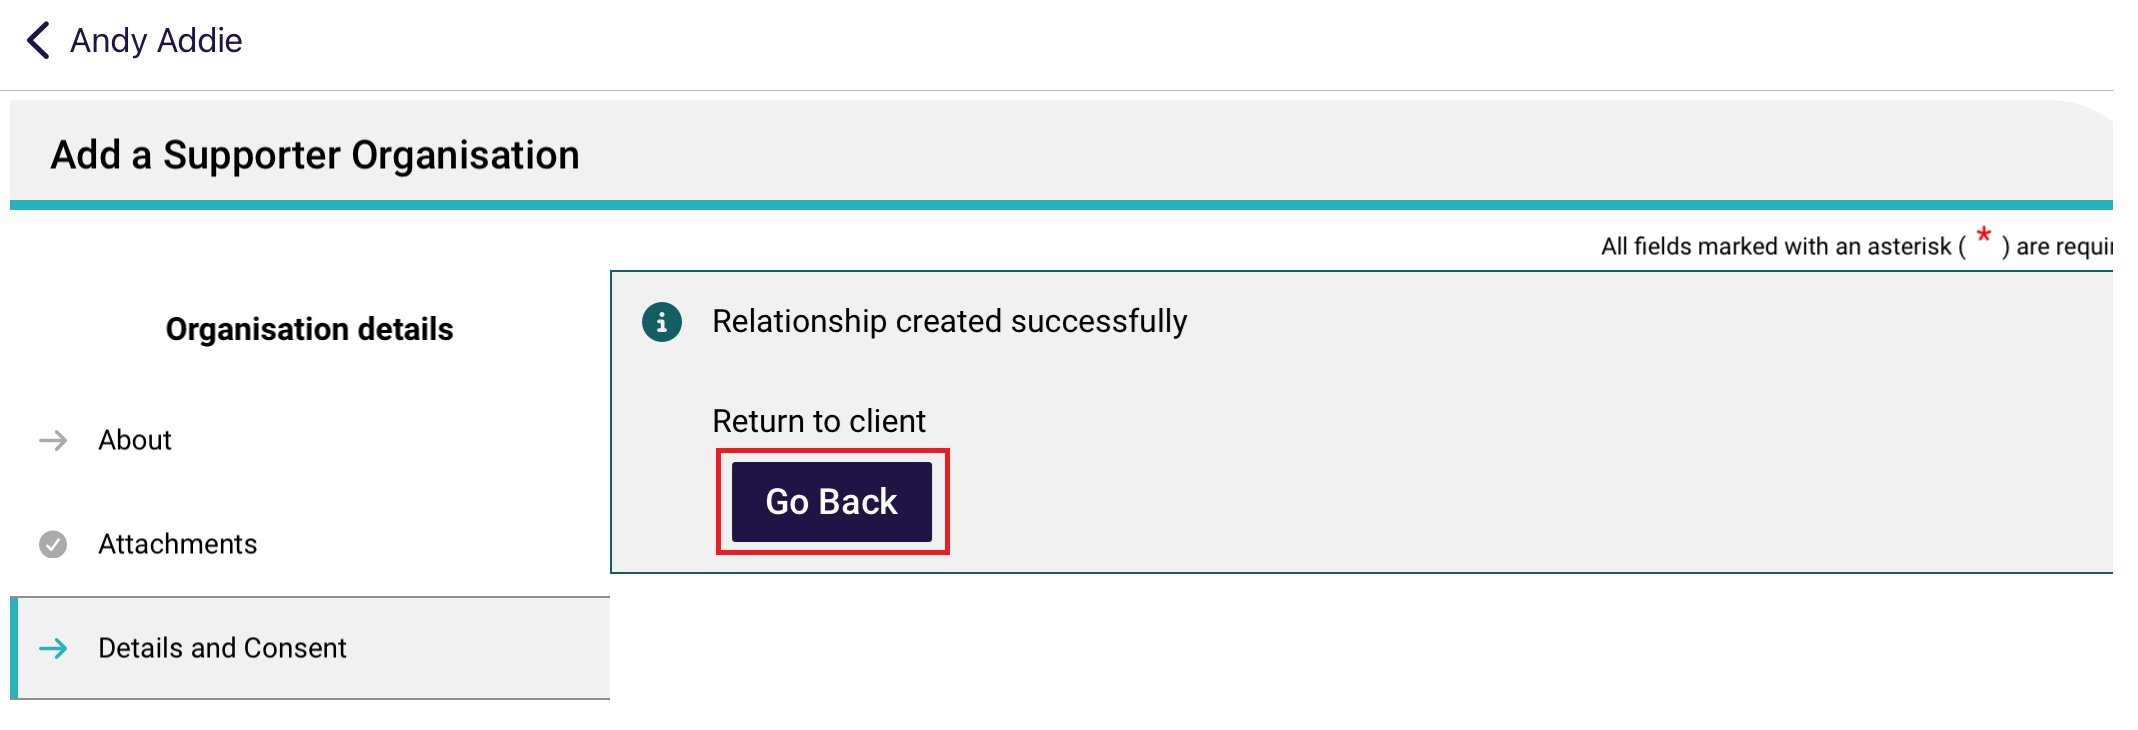 Andy Addie
Add a Supporter Organisation
All fields marked with an asterisk ( * ) are requi
Organisation details
About
Attachments
Details and Consent
Relationship created successfully
Return to client
Go Back